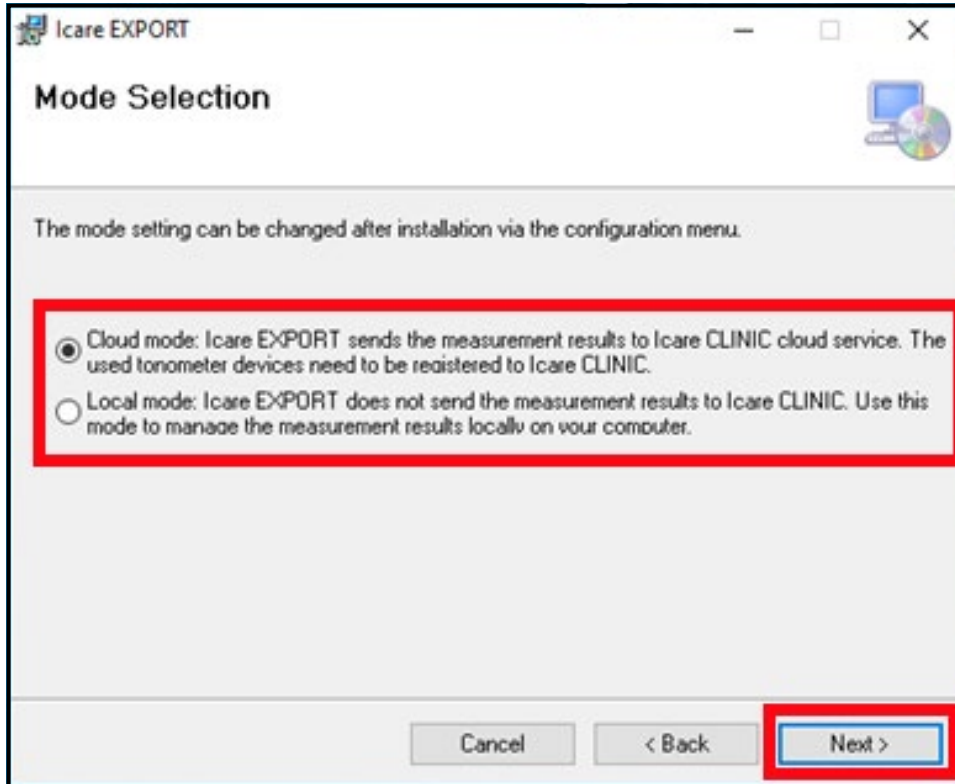 Icare EXPORT
Mode Selection
The mode setting can be changed after installation via the configuration menu.
Cloud mode: Icare EXPORT sends the measurement results to Icare CLINIC cloud service. The
used tonometer devices need to be registered to Icare CLINIC.
Local mode: Icare EXPORT does not send the measurement results to Icare CLINIC. Use this
mode to manage the measurement results locally on your computer.
Cancel
< Back
Next >